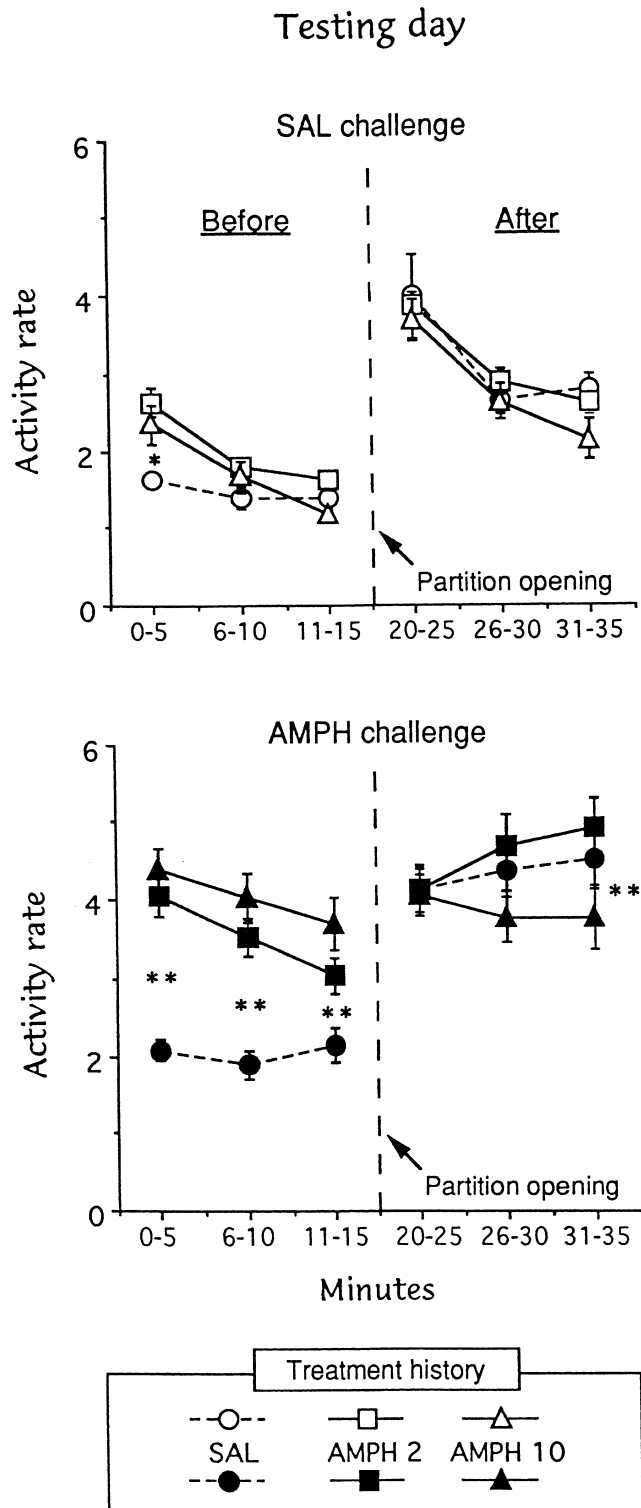 Testing day
SAL challenge
6
Before After
4
Activity rate
2
*
Partition opening
0
0-5 6-10 11-15 20-25 26-30 31-35
AMPH challenge
6
4
**
Activity rate
** ** **
2
Partition opening
0
0-5 6-10 11-15 20-25 26-30 31-35
Minutes
Treatment history
SAL AMPH 2 AMPH 10